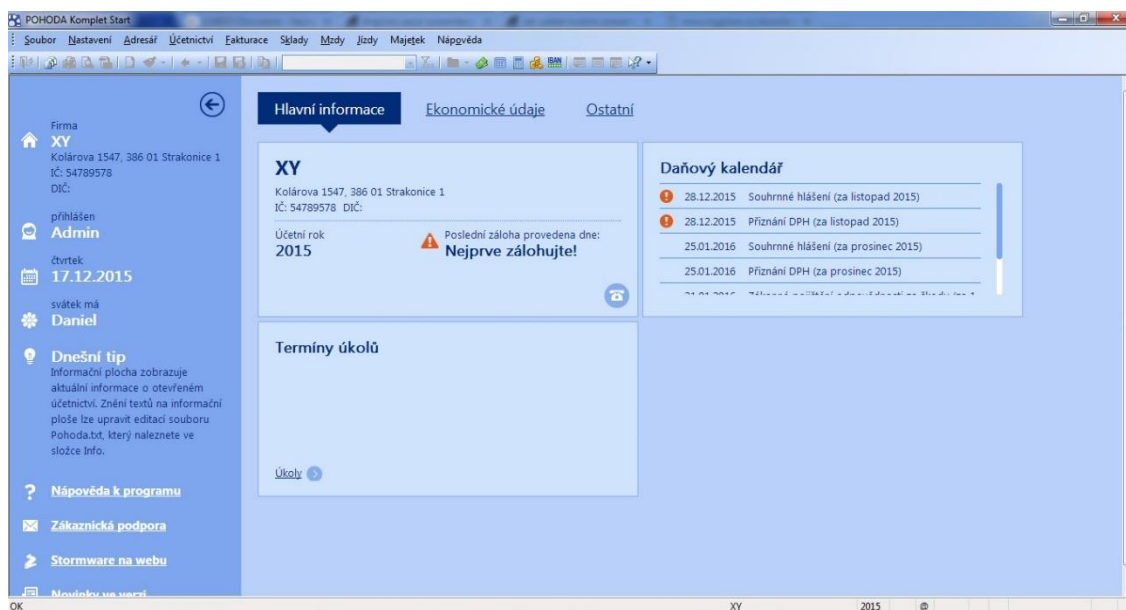 POHODA Komplet Start
Soubor Nastavení Adresář Účetnictví Fakturace Sklady Mzdy Jízdy Majetek Nápověda
IBAN
Firma
XY
Kolárova 1547, 386 01 Strakonice 1
IČ: 54789578
DIČ:
přihlášen
Admin
čtvrtek
17.12.2015
svátek má
Daniel
Dnešní tip
Informační plocha zobrazuje
aktuální informace o otevřeném
účetnictví. Znění textů na informační
ploše lze upravit editací souboru
Pohoda.txt, který naleznete ve
složce Info.
Nápověda k programu
Zákaznická podpora
Stormware na webu
Novinky ve verzi
Hlavní informace Ekonomické údaje Ostatní
XY
Kolárova 1547, 386 01 Strakonice 1
IČ: 54789578 DIČ:
Účetní rok
2015
Poslední záloha provedena dne:
Nejprve zálohujte!
Daňový kalendář
28.12.2015 Souhrnné hlášení (za listopad 2015)
28.12.2015 Přiznání DPH (za listopad 2015)
25.01.2016 Souhrnné hlášení (za prosinec 2015)
25.01.2016 Přiznání DPH (za prosinec 2015)
Termíny úkolů
Úkoly
OK XY 2015 @